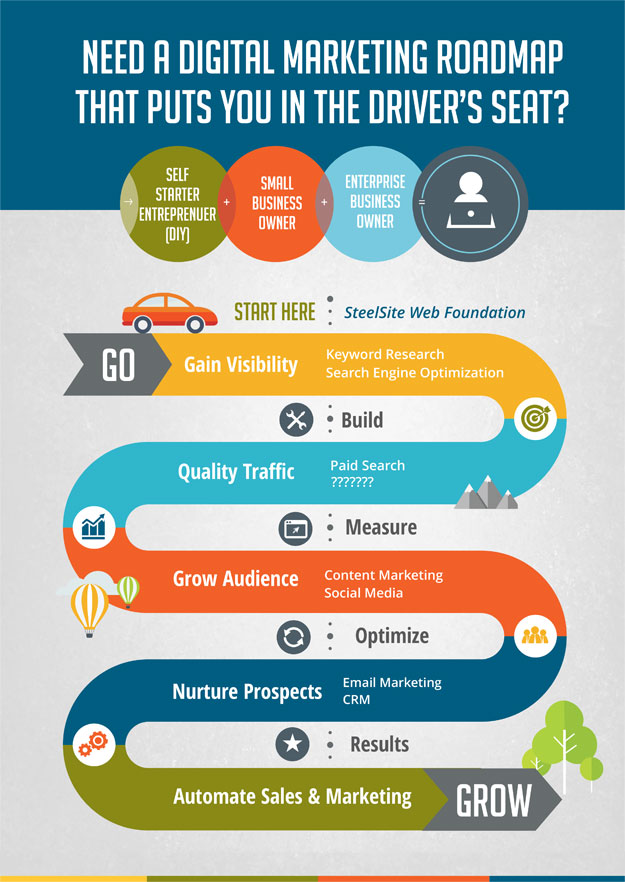 NEED A DIGITAL MARKETING ROADMAP
THAT PUTS YOU IN THE DRIVER'S SEAT?
→
SELF
STARTER
ENTREPRENUER
(DIY)
+
SMALL
BUSINESS
OWNER
+
ENTERPRISE
BUSINESS
OWNER
=
START HERE
SteelSite Web Foundation
GO
Gain Visibility
Keyword Research
Search Engine Optimization
Build
Quality Traffic
Paid Search
???????
Measure
Grow Audience
Content Marketing
Social Media
Optimize
Nurture Prospects
Email Marketing
CRM
Results
Automate Sales & Marketing
GROW